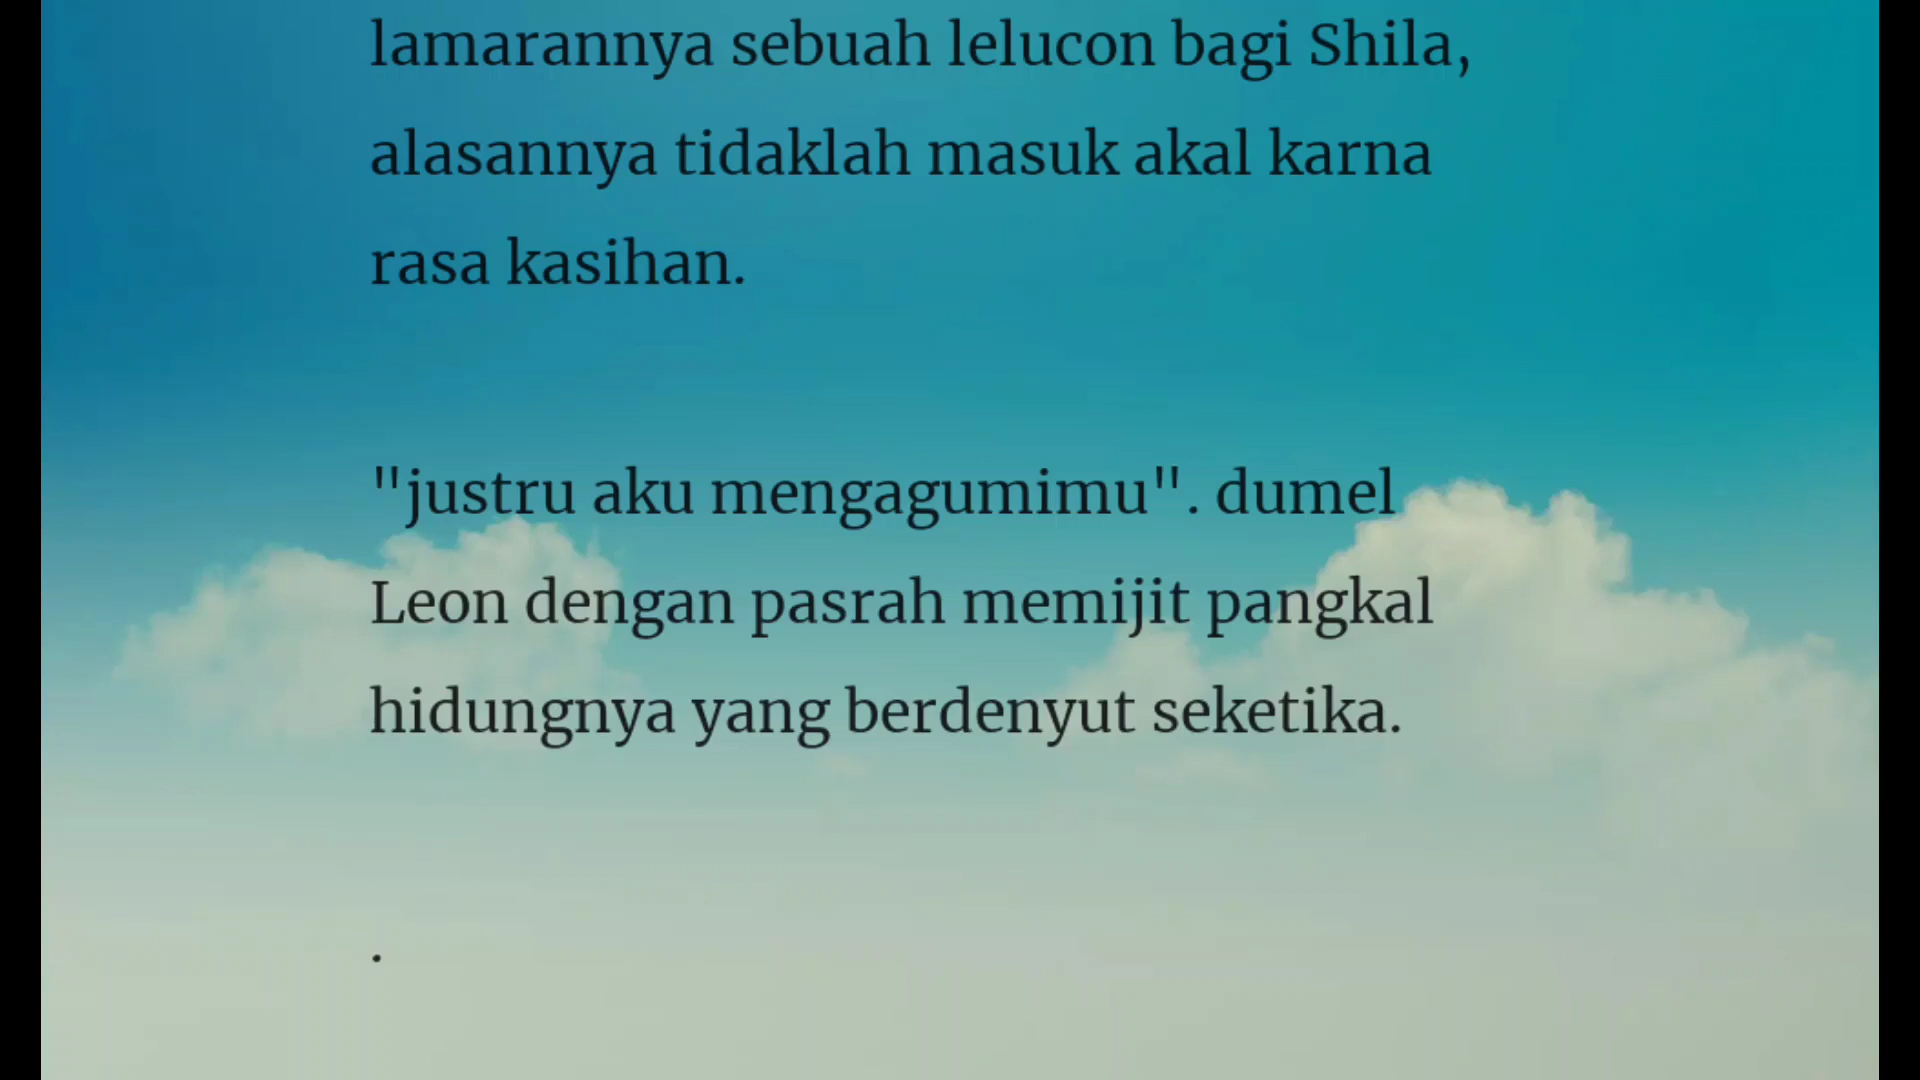 lamarannya sebuah lelucon bagi Shila,
alasannya tidaklah masuk akal karna
rasa kasihan.
"justru aku mengagumimu". dumel
Leon dengan pasrah memijit pangkal
hidungnya yang berdenyut seketika.
.